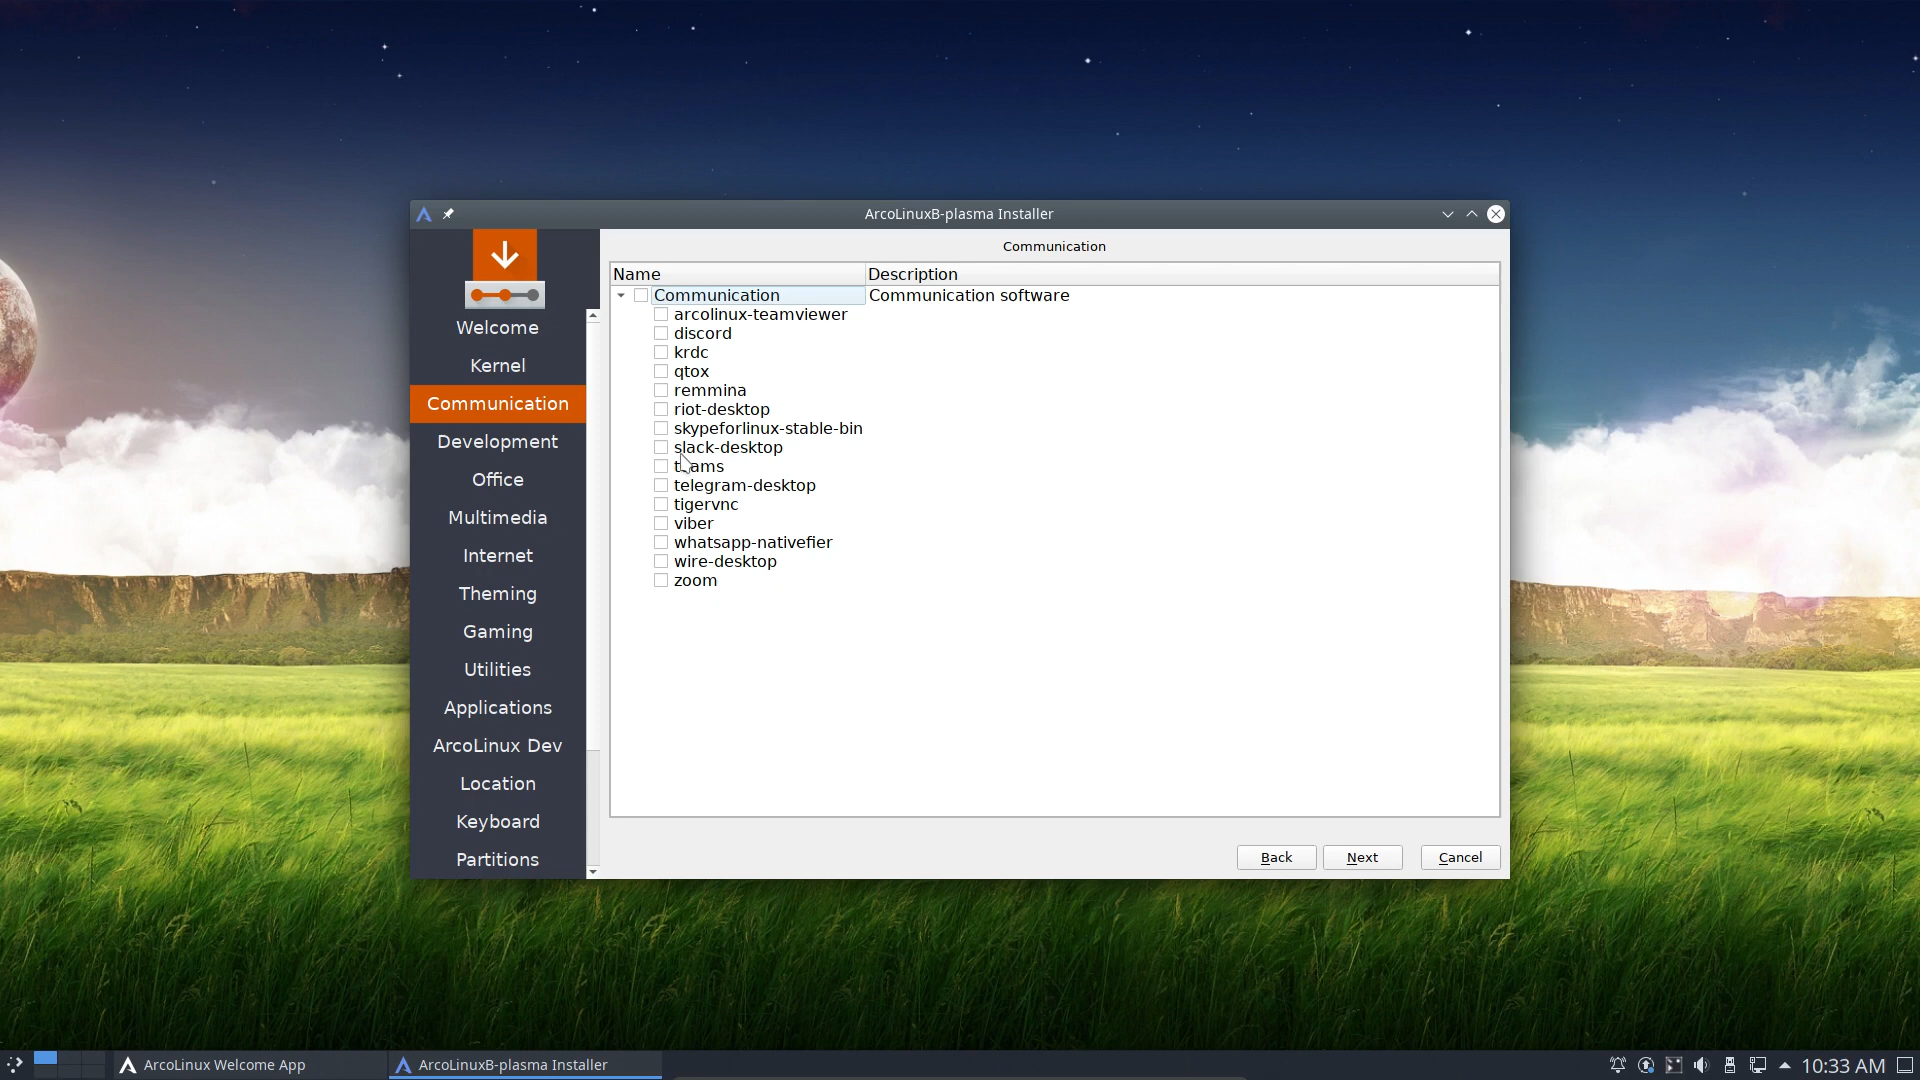 ArcoLinuxB-plasma Installer
Communication
Welcome
Kernel
Communication
Development
Office
Multimedia
Internet
Theming
Gaming
Utilities
Applications
ArcoLinux Dev
Location
Keyboard
Partitions
Name Description
Communication Communication software
arcolinux-teamviewer
discord
krdc
qtox
remmina
riot-desktop
skypeforlinux-stable-bin
slack-desktop
teams
telegram-desktop
tigervnc
viber
whatsapp-nativefier
wire-desktop
zoom
Back Next Cancel
ArcoLinux Welcome App ArcoLinuxB-plasma Installer 10:33 AM